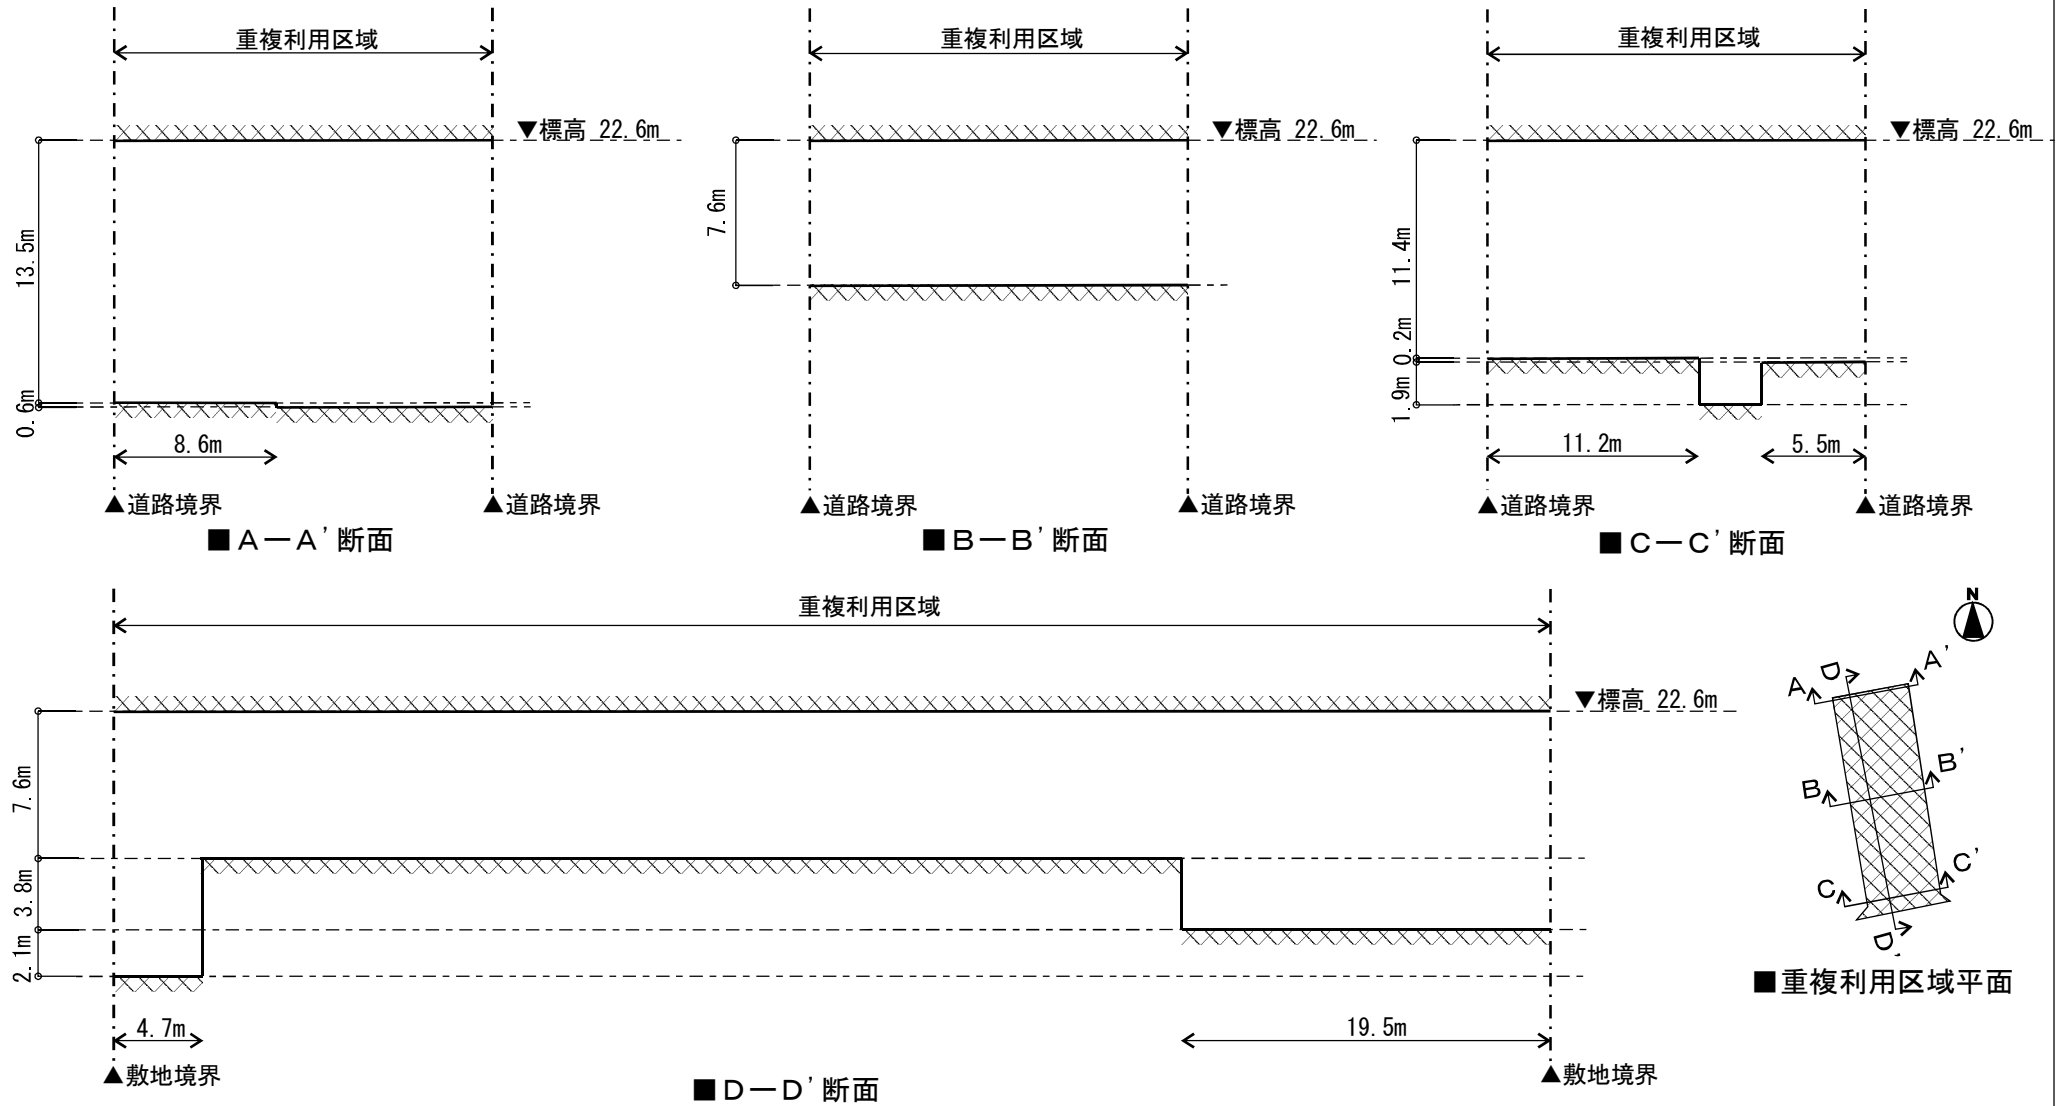 重複利用区域
▼標高 22.6m
13.5m
0.6m
8.6m
▲道路境界
▲道路境界
■A－A'断面
重複利用区域
▼標高 22.6m
7.6m
▲道路境界
▲道路境界
■B－B'断面
重複利用区域
▼標高 22.6m
11.4m
0.2m
1.9m
11.2m
5.5m
▲道路境界
▲道路境界
■C－C'断面
重複利用区域
▼標高 22.6m
7.6m
3.8m
2.1m
4.7m
19.5m
▲敷地境界
▲敷地境界
■D－D'断面
N
A
D
A'
B
B'
C
C'
D'
■重複利用区域平面